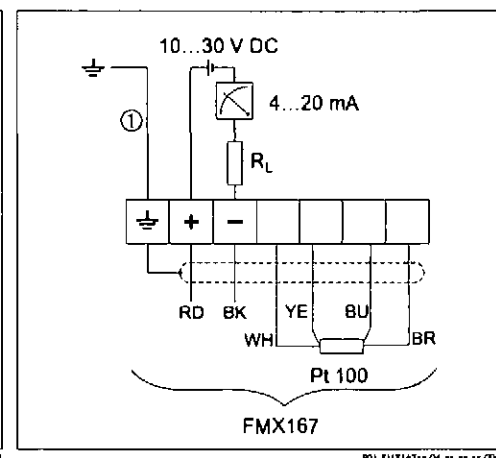 10...30 V DC
4...20 mA
①
R_L
+ −
RD BK YE BU
WH BR
Pt 100
FMX167